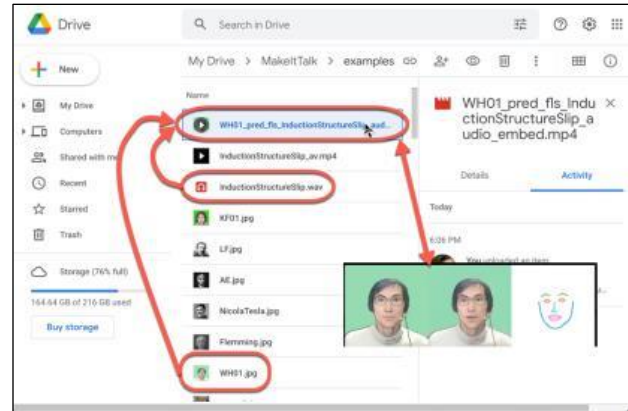 Drive
Search in Drive
New
My Drive > MakeItTalk > examples
Name
My Drive
Computers
Shared with me
Recent
Starred
Trash
Storage (76% full)
164.64 GB of 216 GB used
Buy storage
WH01_pred_fls_InductionStructureSlip_aud...
InductionStructureSlip_av.mp4
InductionStructureSlip.wav
KF01.jpg
LF.jpg
AE.jpg
NicolaTesla.jpg
Flemming.jpg
WH01.jpg
WH01_pred_fls_Indu
ctionStructureSlip_a
udio_embed.mp4
Details
Activity
Today
6:06 PM
You uploaded an item